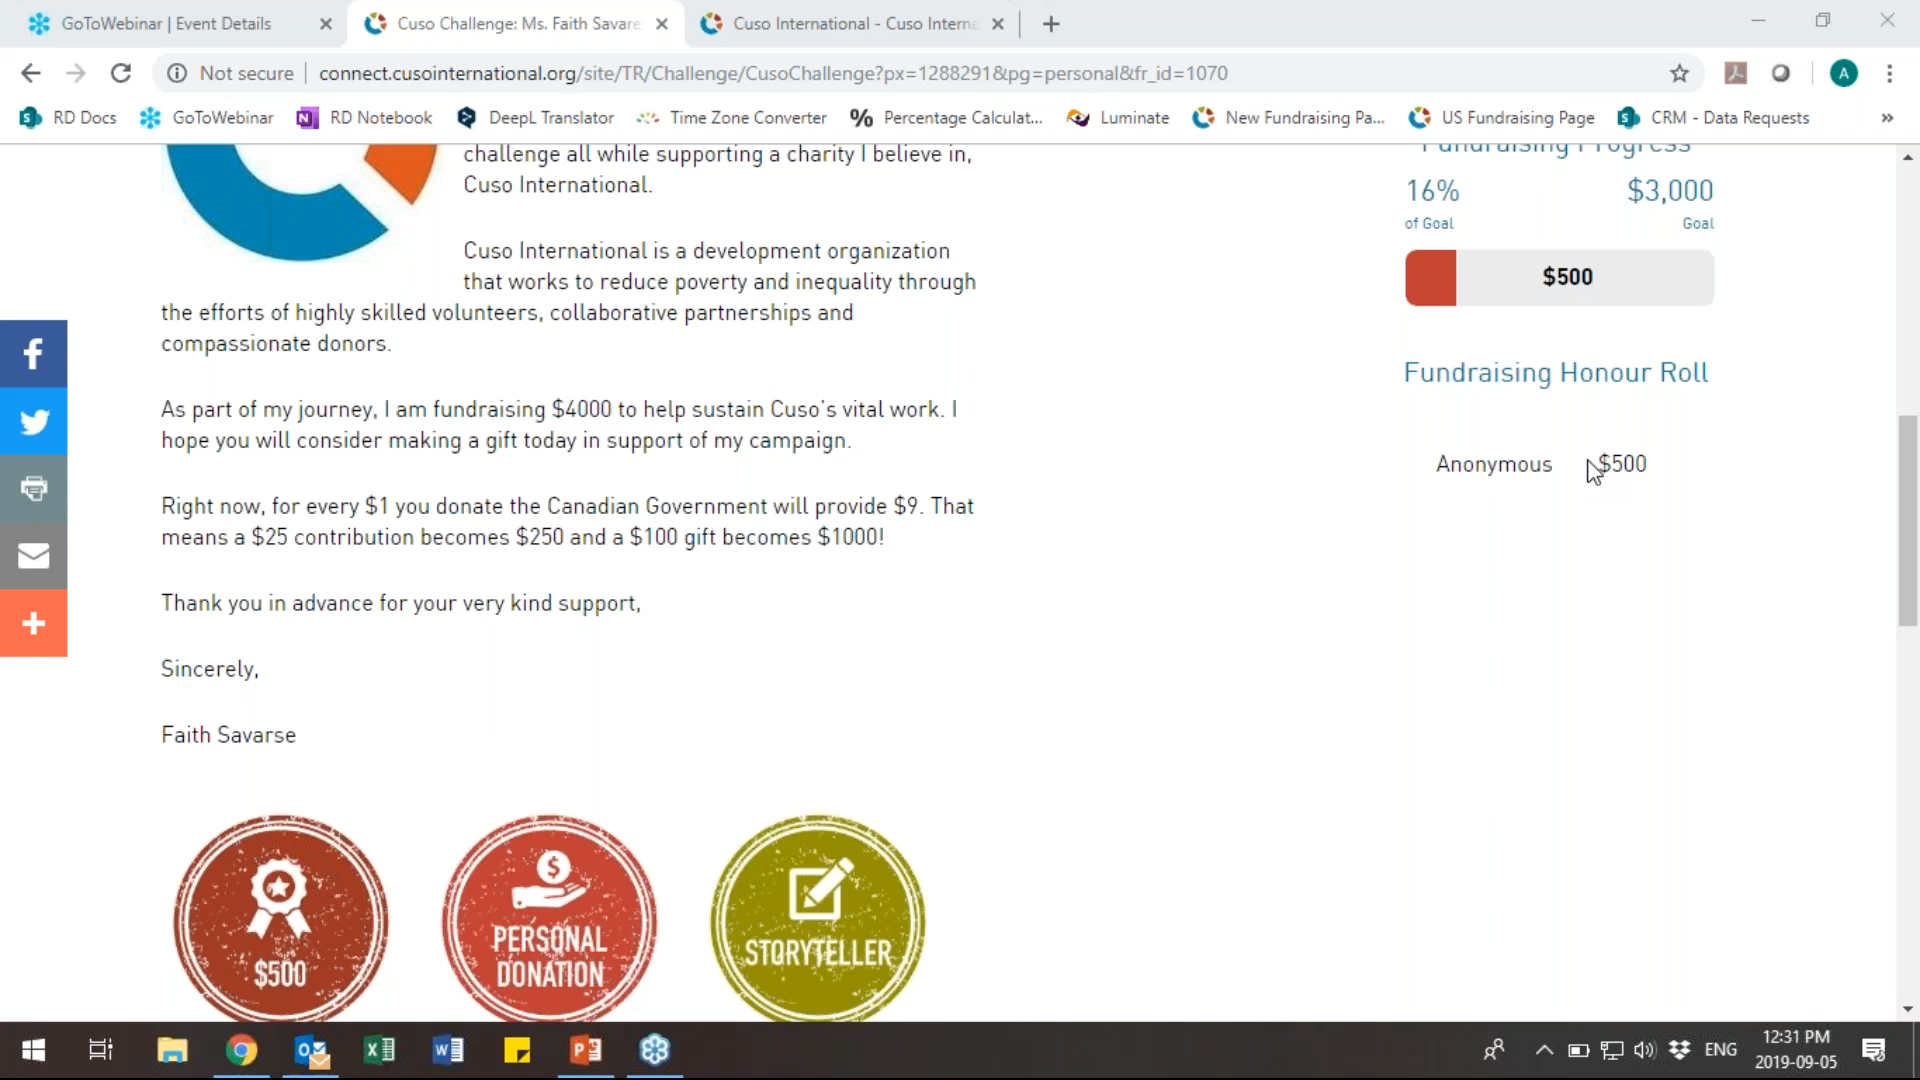 GoToWebinar | Event Details
Cuso Challenge: Ms. Faith Savare
Cuso International - Cuso Interna
Not secure
connect.cusointernational.org/site/TR/Challenge/CusoChallenge?px=1288291&pg=personal&fr_id=1070
A
RD Docs
GoToWebinar
RD Notebook
DeepL Translator
Time Zone Converter
% Percentage Calculat...
Luminate
New Fundraising Pa...
US Fundraising Page
CRM - Data Requests
»
challenge all while supporting a charity I believe in,
Cuso International.
Cuso International is a development organization
that works to reduce poverty and inequality through
the efforts of highly skilled volunteers, collaborative partnerships and
compassionate donors.
As part of my journey, I am fundraising $4000 to help sustain Cuso's vital work. I
hope you will consider making a gift today in support of my campaign.
Right now, for every $1 you donate the Canadian Government will provide $9. That
means a $25 contribution becomes $250 and a $100 gift becomes $1000!
Thank you in advance for your very kind support,
Sincerely,
Faith Savarse
$500
PERSONAL
DONATION
STORYTELLER
Fundraising Progress
16%
$3,000
of Goal
Goal
$500
Fundraising Honour Roll
Anonymous $500
ENG
12:31 PM
2019-09-05